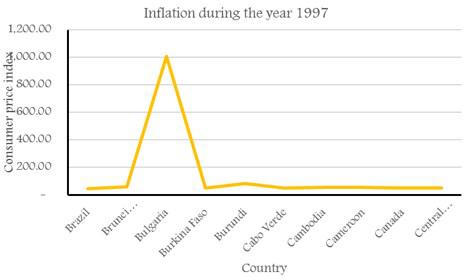 Inflation during the year 1997
Consumer price index
1,200.00
1,000.00
800.00
600.00
400.00
200.00
-
Brazil
Brunei...
Bulgaria
Burkina Faso
Burundi
Cabo Verde
Cambodia
Cameroon
Canada
Central...
Country